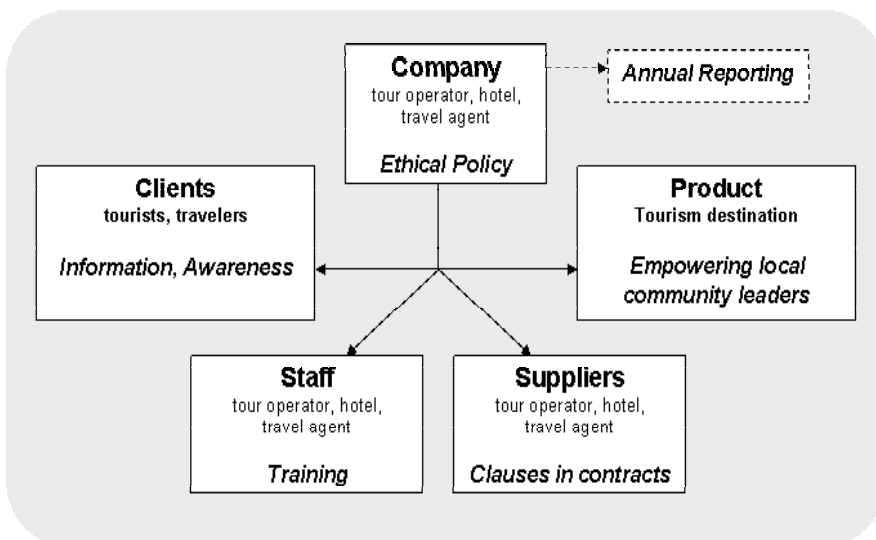 Company
tour operator, hotel,
travel agent
Ethical Policy
Annual Reporting
Clients
tourists, travelers
Information, Awareness
Product
Tourism destination
Empowering local
community leaders
Staff
tour operator, hotel,
travel agent
Training
Suppliers
tour operator, hotel,
travel agent
Clauses in contracts